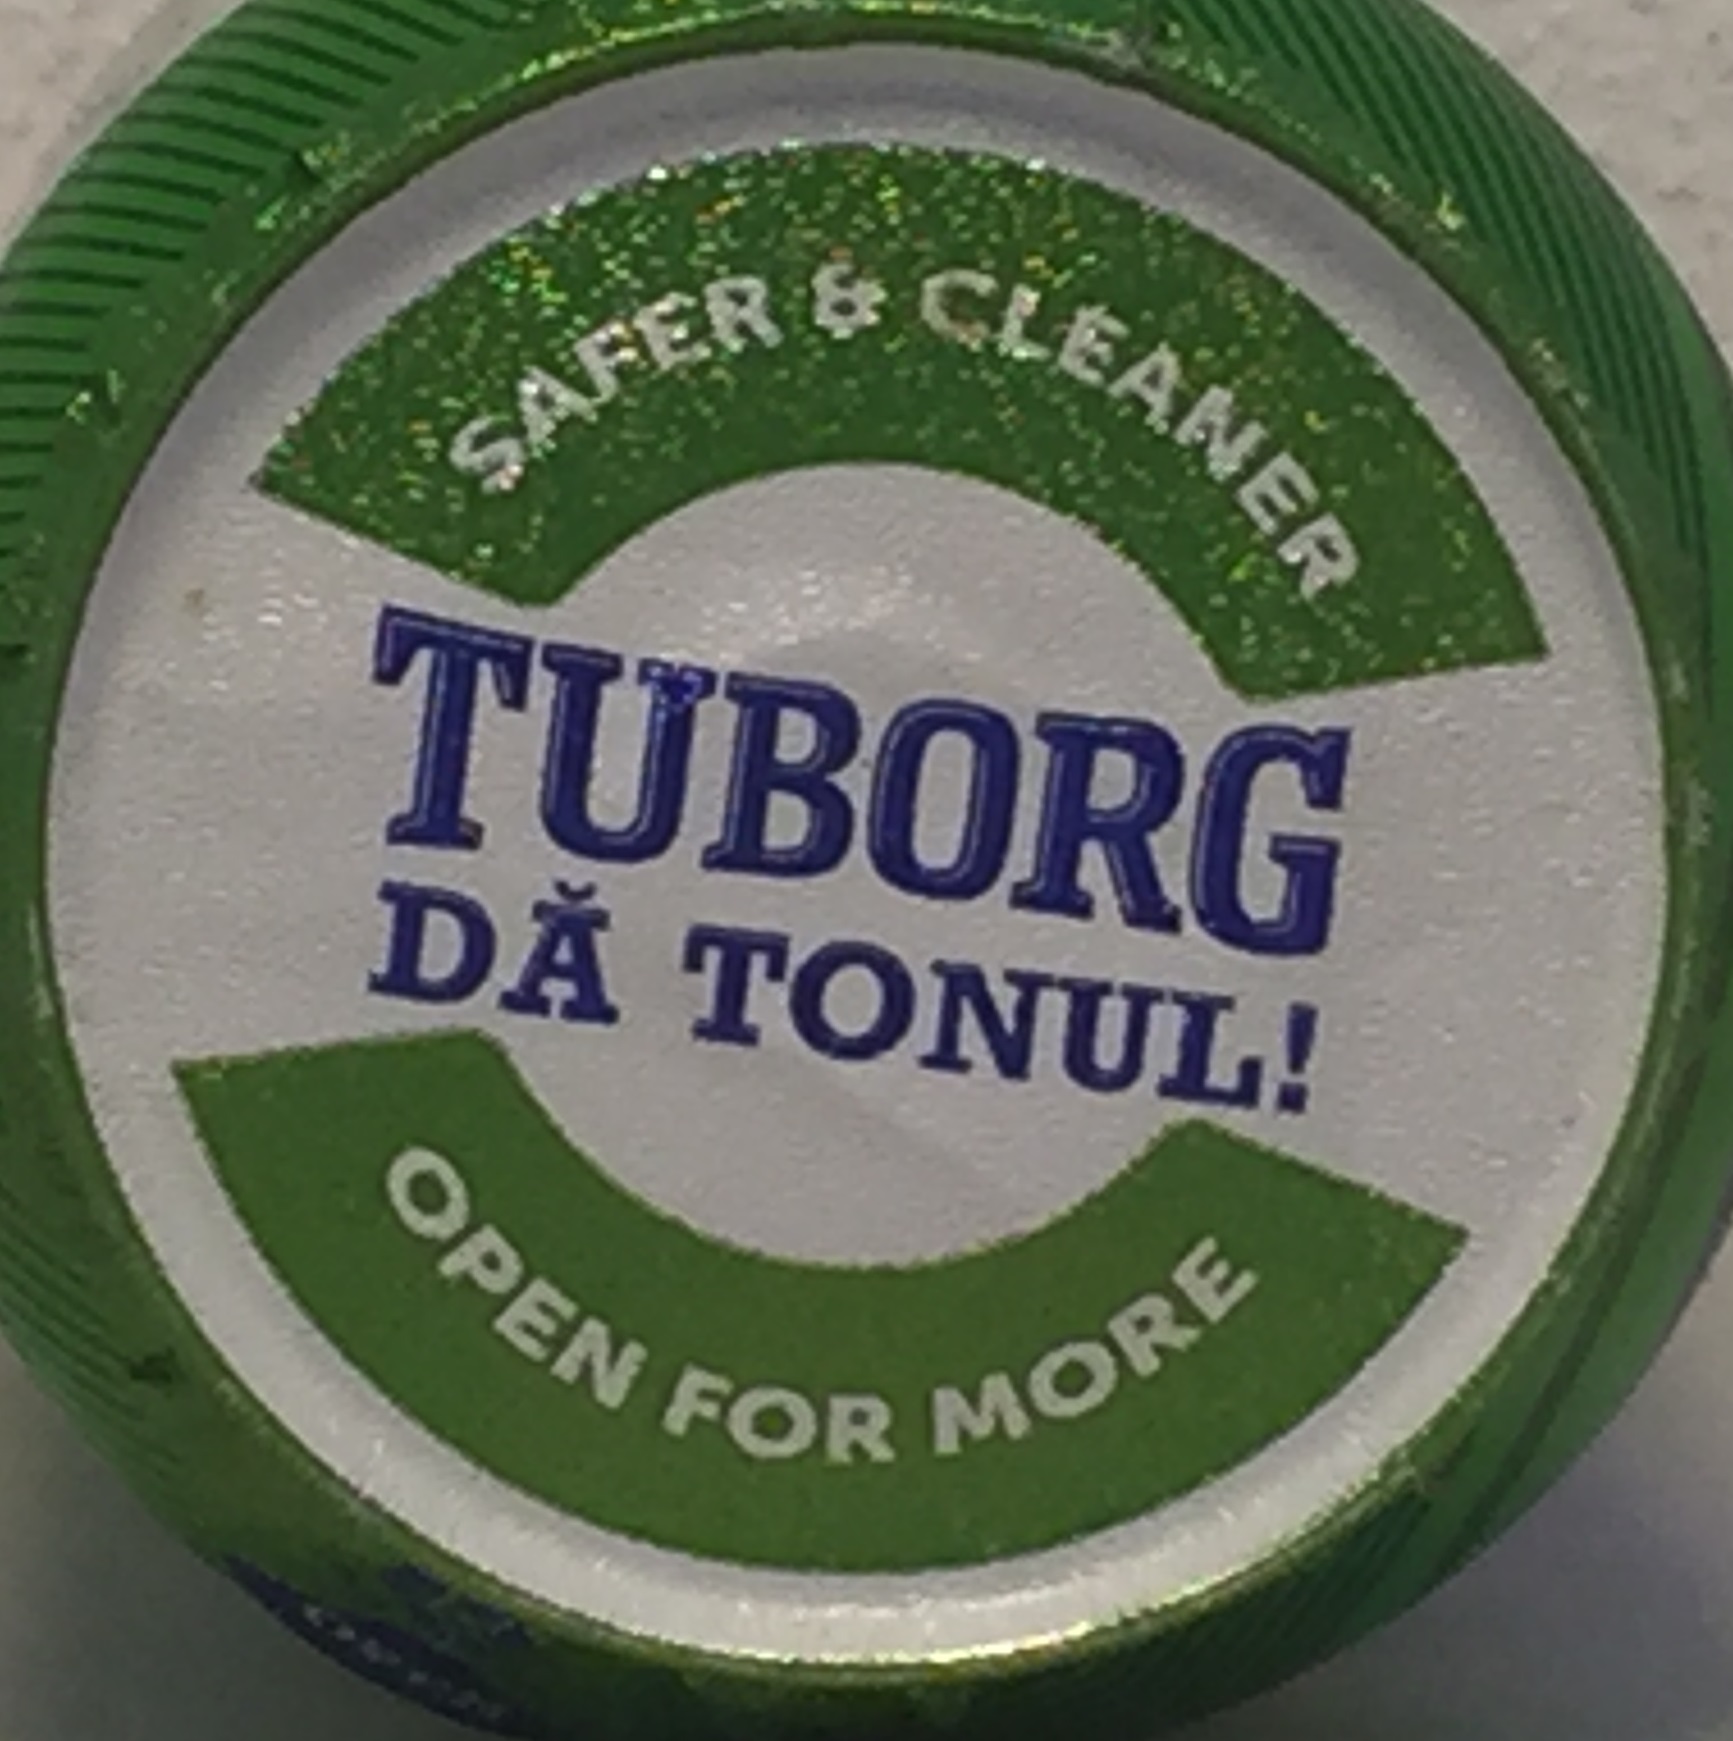 SAFER & CLEANER
TUBORG
DĂ TONUL!
OPEN FOR MORE